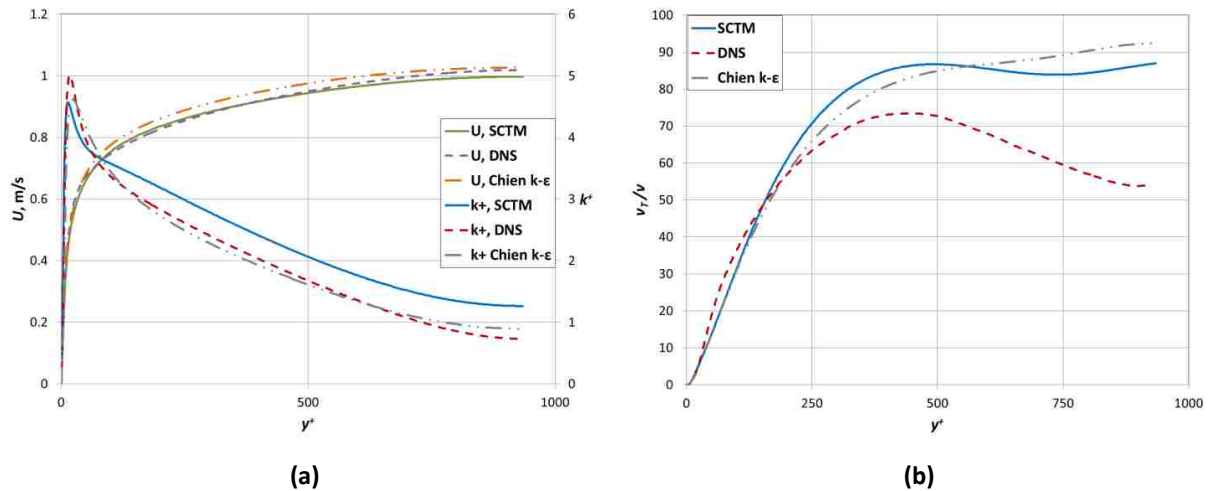 1.2
1
0.8
0.6
0.4
0.2
0
U, m/s
6
5
4
3
2
1
0
k⁺
U, SCTM
U, DNS
U, Chien k-ε
k+, SCTM
k+, DNS
k+ Chien k-ε
0 500 1000
y⁺
(a)
100
90
80
70
60
50
40
30
20
10
0
ν_T/ν
SCTM
DNS
Chien k-ε
0 250 500 750 1000
y⁺
(b)